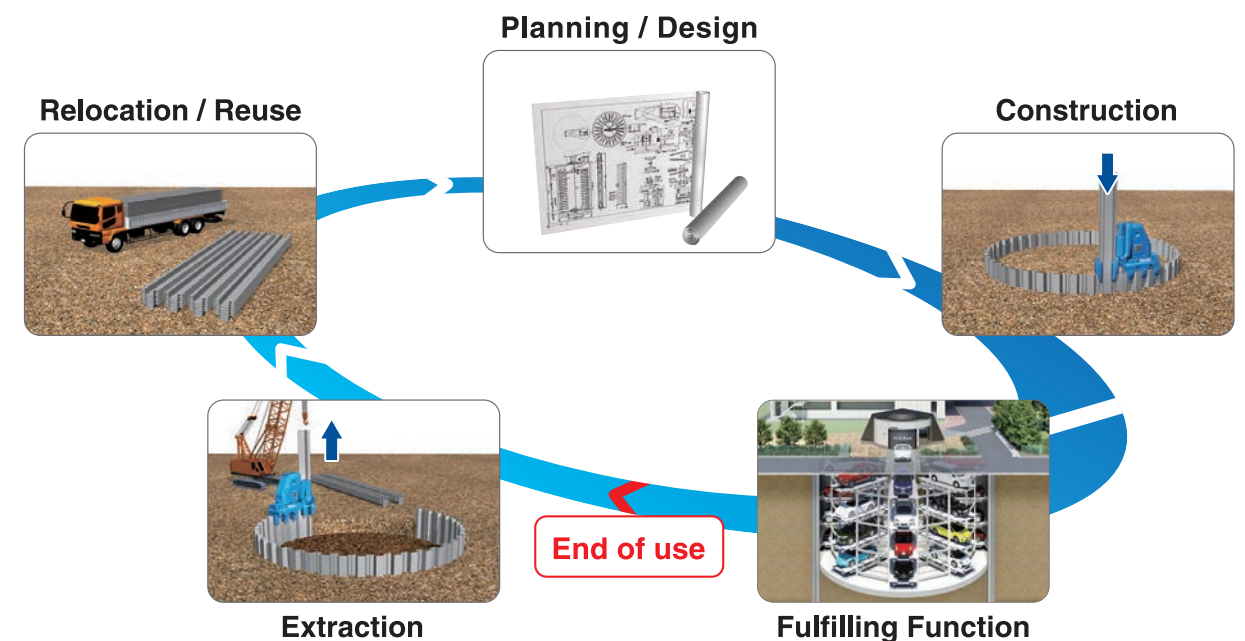 Planning / Design
Relocation / Reuse
Construction
End of use
Extraction
Fulfilling Function